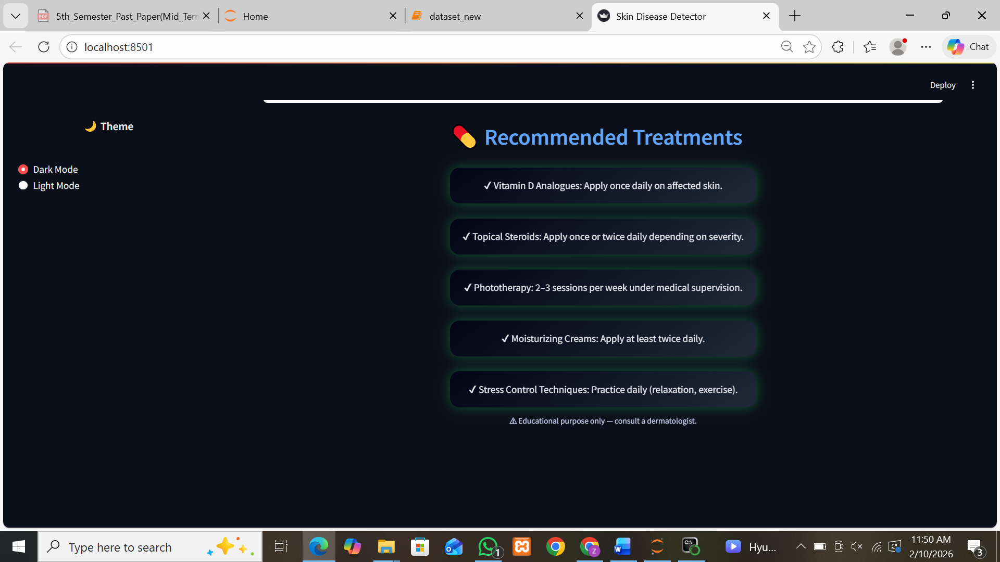 5th_Semester_Past_Paper(Mid_Tern
Home
dataset_new
Skin Disease Detector
localhost:8501
Chat
Deploy
🌙 Theme
Dark Mode
Light Mode
💊 Recommended Treatments
✔ Vitamin D Analogues: Apply once daily on affected skin.
✔ Topical Steroids: Apply once or twice daily depending on severity.
✔ Phototherapy: 2–3 sessions per week under medical supervision.
✔ Moisturizing Creams: Apply at least twice daily.
✔ Stress Control Techniques: Practice daily (relaxation, exercise).
⚠ Educational purpose only — consult a dermatologist.
Type here to search
1
Z
Hyu...
11:50 AM
2/10/2026
3